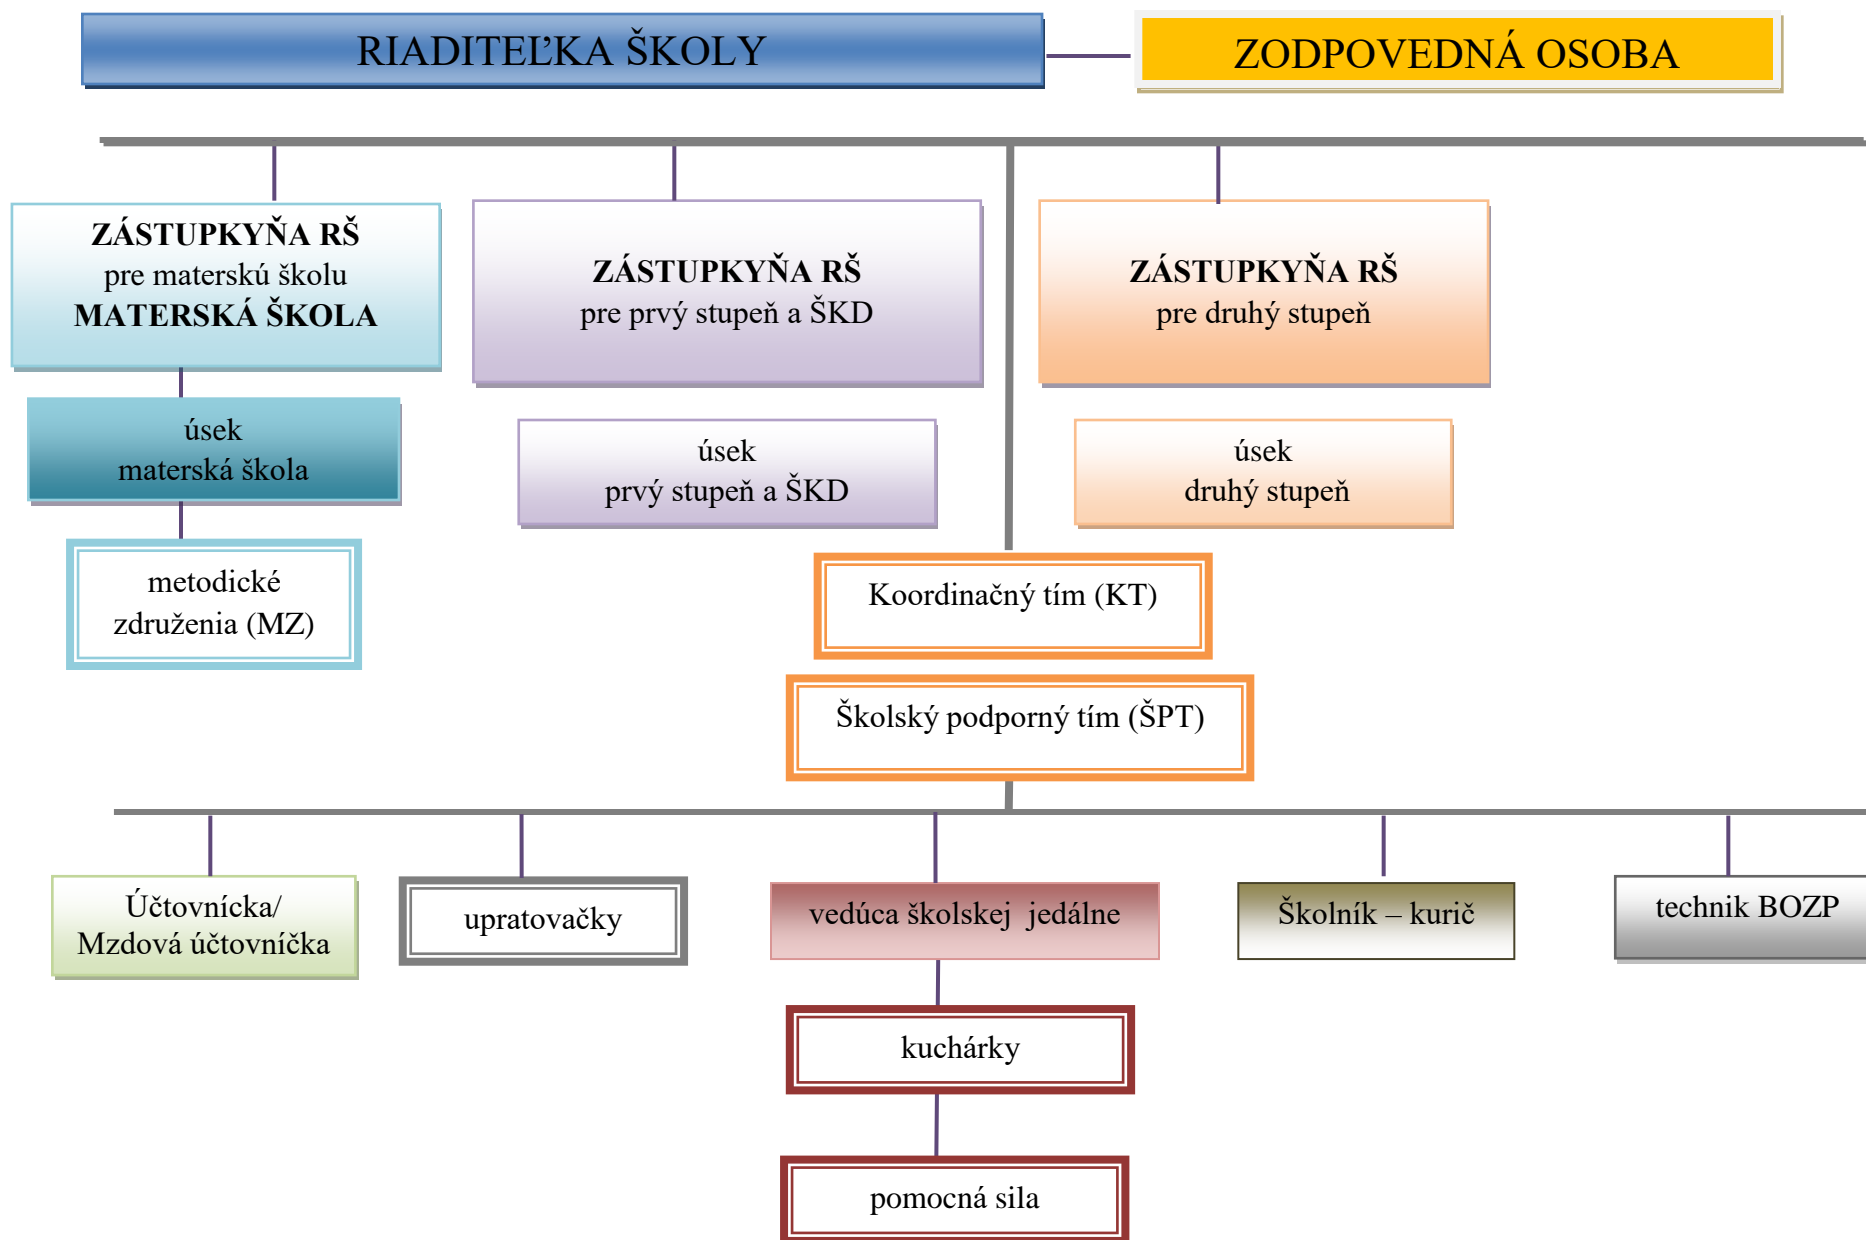 RIADITEĽKA ŠKOLY
ZODPOVEDNÁ OSOBA
ZÁSTUPKYŇA RŠ
pre materskú školu
MATERSKÁ ŠKOLA
ZÁSTUPKYŇA RŠ
pre prvý stupeň a ŠKD
ZÁSTUPKYŇA RŠ
pre druhý stupeň
úsek
materská škola
úsek
prvý stupeň a ŠKD
úsek
druhý stupeň
metodické
združenia (MZ)
Koordinačný tím (KT)
Školský podporný tím (ŠPT)
Účtovnícka/
Mzdová účtovníčka
upratovačky
vedúca školskej jedálne
Školník – kurič
technik BOZP
kuchárky
pomocná sila